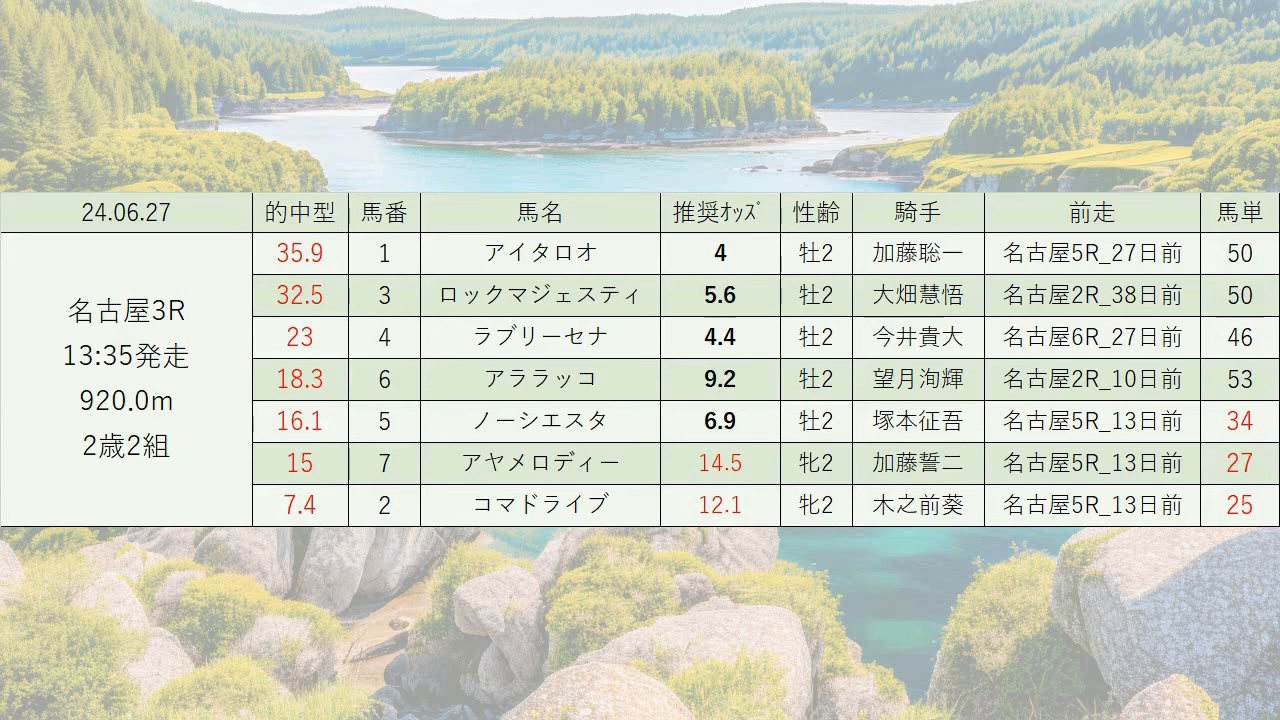 24.06.27 的中型 馬番 馬名 推奨ｵｯｽﾞ 性齢 騎手 前走 馬単
名古屋3R
13:35発走
920.0m
2歳2組
35.9 1 アイタロオ 4 牡2 加藤聡一 名古屋5R_27日前 50
32.5 3 ロックマジェスティ 5.6 牡2 大畑慧悟 名古屋2R_38日前 50
23 4 ラブリーセナ 4.4 牡2 今井貴大 名古屋6R_27日前 46
18.3 6 アララッコ 9.2 牡2 望月洵輝 名古屋2R_10日前 53
16.1 5 ノーシエスタ 6.9 牡2 塚本征吾 名古屋5R_13日前 34
15 7 アヤメロディー 14.5 牝2 加藤誓二 名古屋5R_13日前 27
7.4 2 コマドライブ 12.1 牝2 木之前葵 名古屋5R_13日前 25